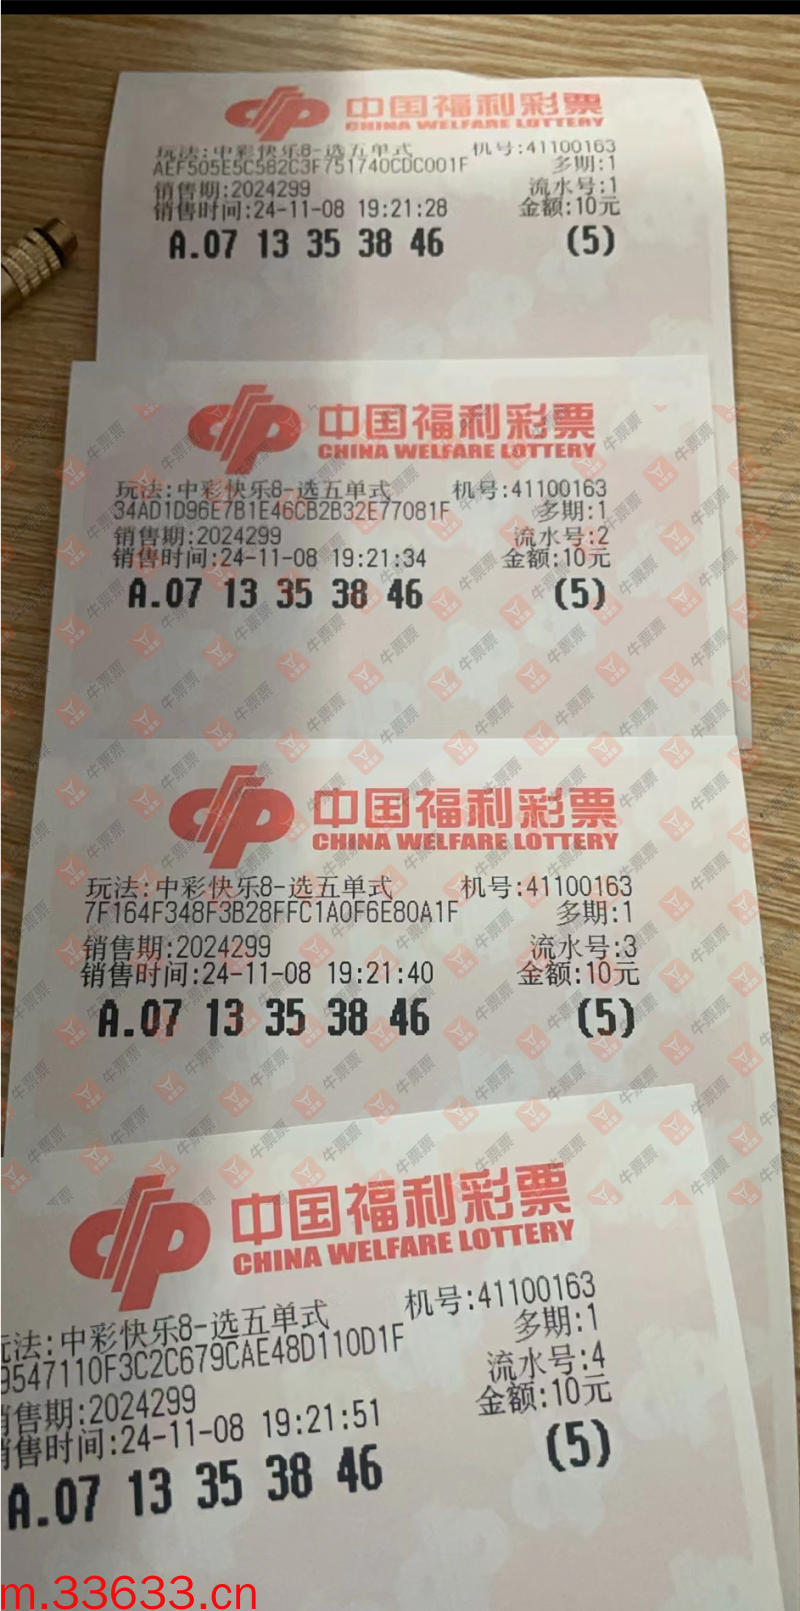 中国福利彩票
CHINA WELFARE LOTTERY
玩法:中彩快乐8-选五单式 机号:41100163
AEF505E5C582C3F751740CDC001F 多期:1
销售期:2024299 流水号:1
销售时间:24-11-08 19:21:28 金额:10元
A.07 13 35 38 46 (5)
中国福利彩票
CHINA WELFARE LOTTERY
玩法:中彩快乐8-选五单式 机号:41100163
34AD1D96E7B1E46CB2B32E77081F 多期:1
销售期:2024299 流水号:2
销售时间:24-11-08 19:21:34 金额:10元
A.07 13 35 38 46 (5)
中国福利彩票
CHINA WELFARE LOTTERY
玩法:中彩快乐8-选五单式 机号:41100163
7F164F348F3B28FFC1A0F6E80A1F 多期:1
销售期:2024299 流水号:3
销售时间:24-11-08 19:21:40 金额:10元
A.07 13 35 38 46 (5)
中国福利彩票
CHINA WELFARE LOTTERY
玩法:中彩快乐8-选五单式 机号:41100163
9547110F3C2C679CAE48D110D1F 多期:1
销售期:2024299 流水号:4
销售时间:24-11-08 19:21:51 金额:10元
A.07 13 35 38 46 (5)
牛票票
m.33633.cn